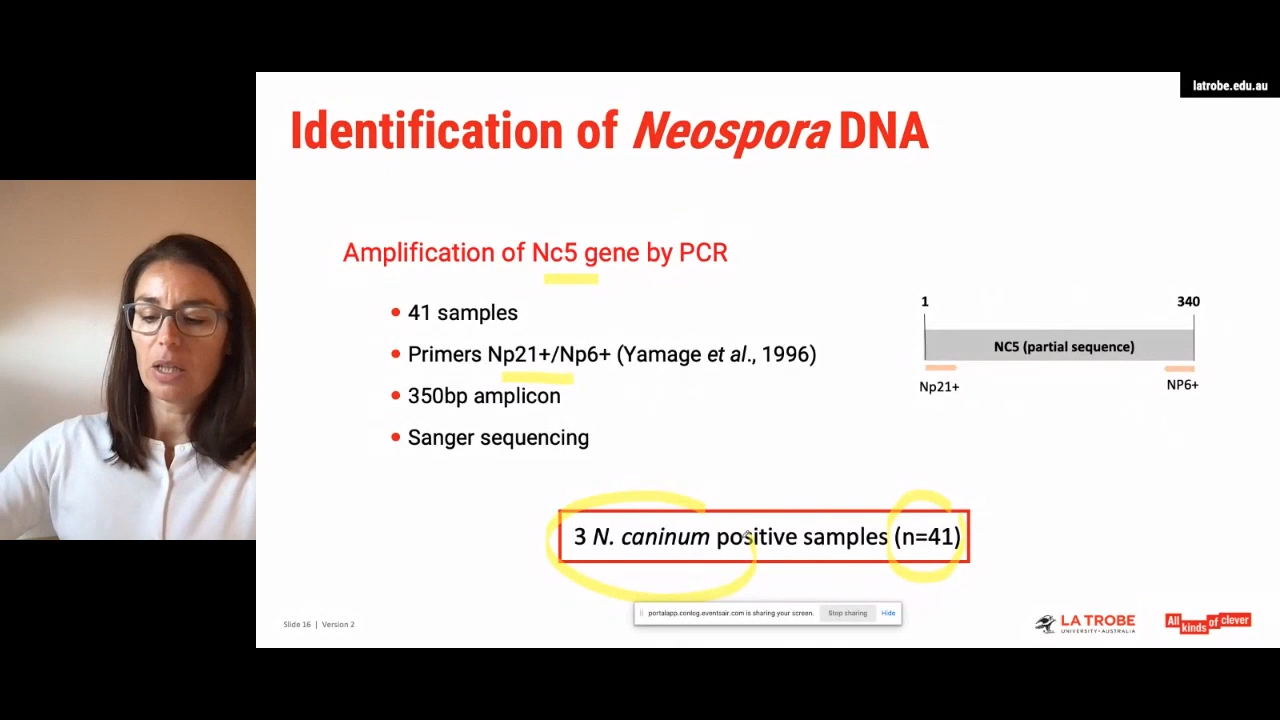 latrobe.edu.au
Identification of Neospora DNA
Amplification of Nc5 gene by PCR
• 41 samples
• Primers Np21+/Np6+ (Yamage et al., 1996)
• 350bp amplicon
• Sanger sequencing
1 340
NC5 (partial sequence)
Np21+ NP6+
3 N. caninum positive samples (n=41)
portalapp.conlog.eventsair.com is sharing your screen. Stop sharing Hide
Slide 16 | Version 2
LA TROBE
UNIVERSITY • AUSTRALIA
All kinds of clever